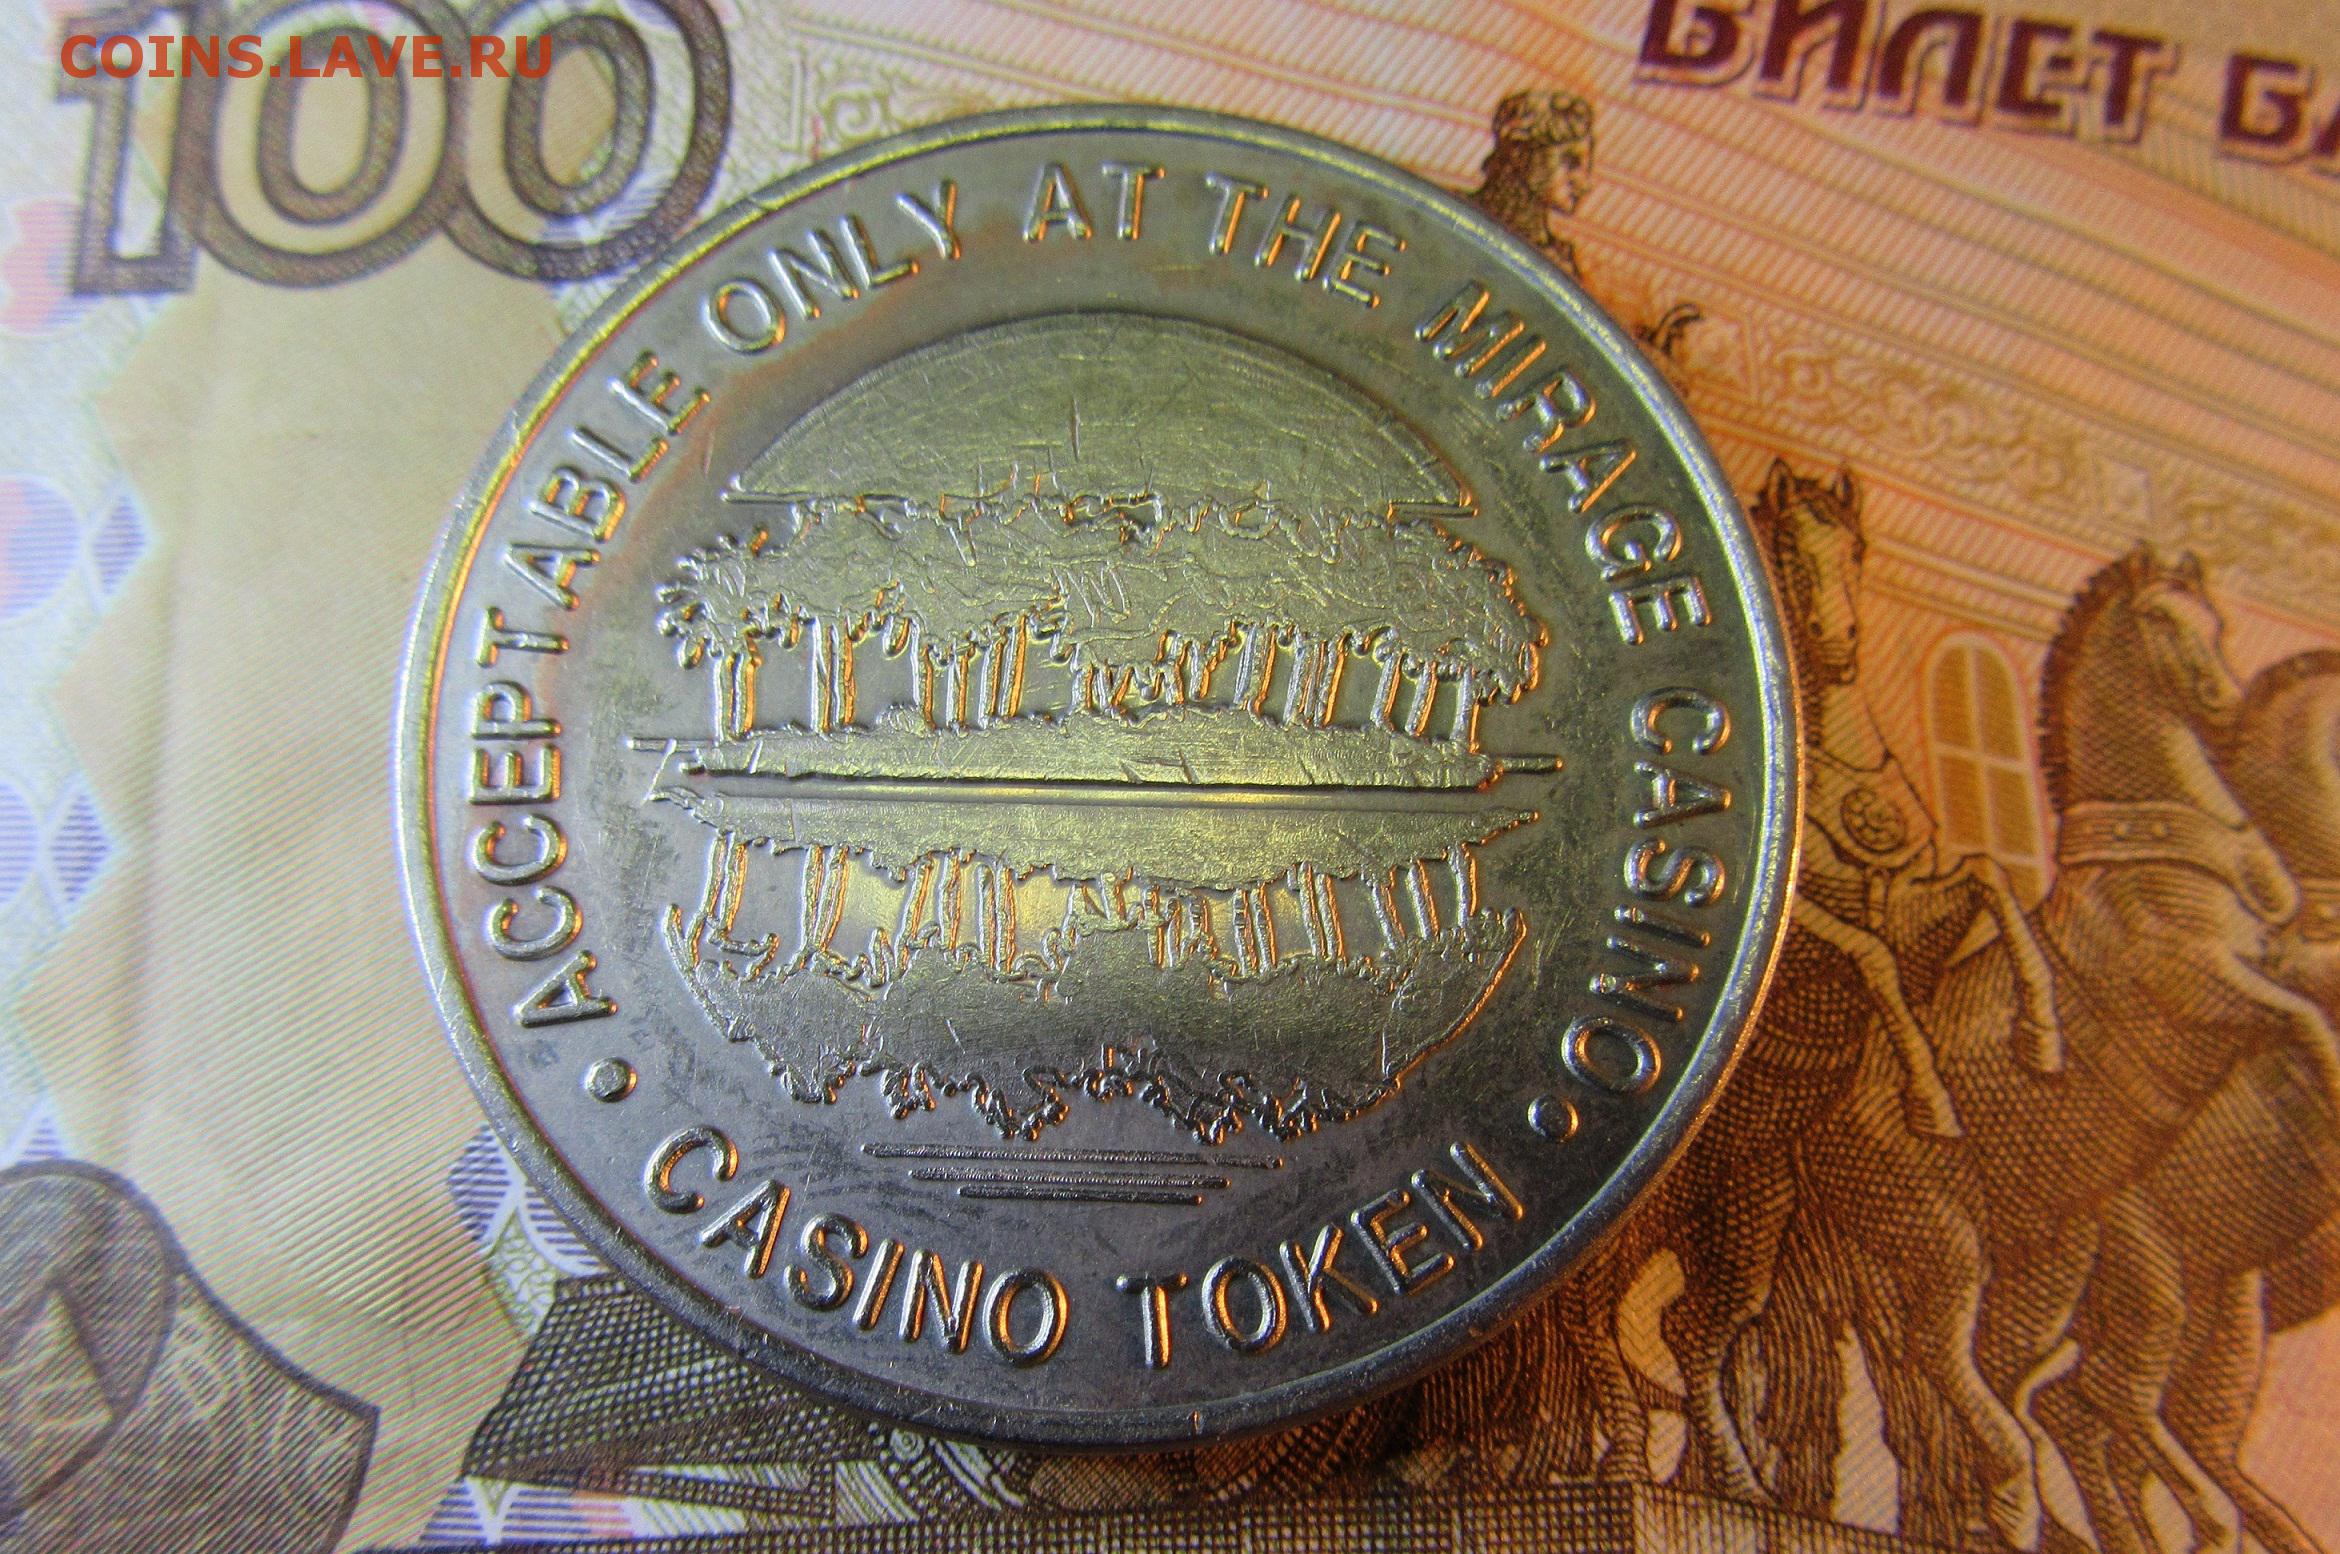 COINS.LAVE.RU
100
БИЛЕТ
• ACCEPTABLE ONLY AT THE MIRAGE CASINO •
CASINO TOKEN